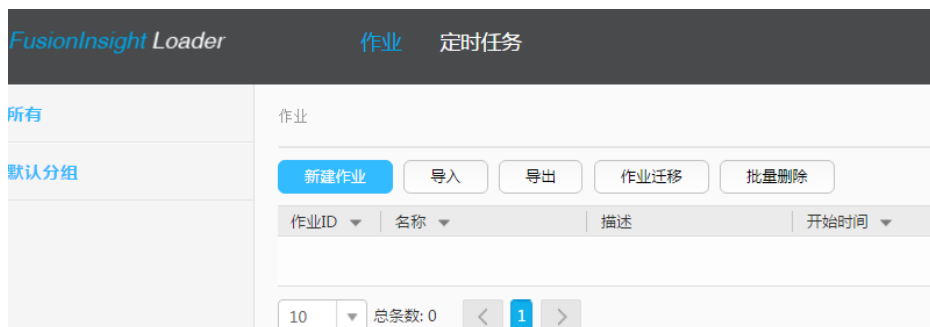 FusionInsight Loader 作业 定时任务
所有
作业
默认分组
新建作业 导入 导出 作业迁移 批量删除
作业ID 名称 描述 开始时间
10 总条数: 0 < 1 >